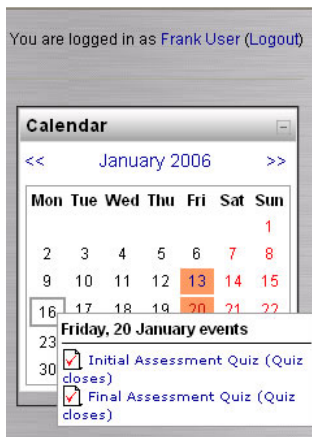 You are logged in as Frank User (Logout)
Calendar
<< January 2006 >>
Mon Tue Wed Thu Fri Sat Sun
1
2 3 4 5 6 7 8
9 10 11 12 13 14 15
16 17 18 19 20 21 22
23
30
Friday, 20 January events
Initial Assessment Quiz (Quiz
closes)
Final Assessment Quiz (Quiz
closes)